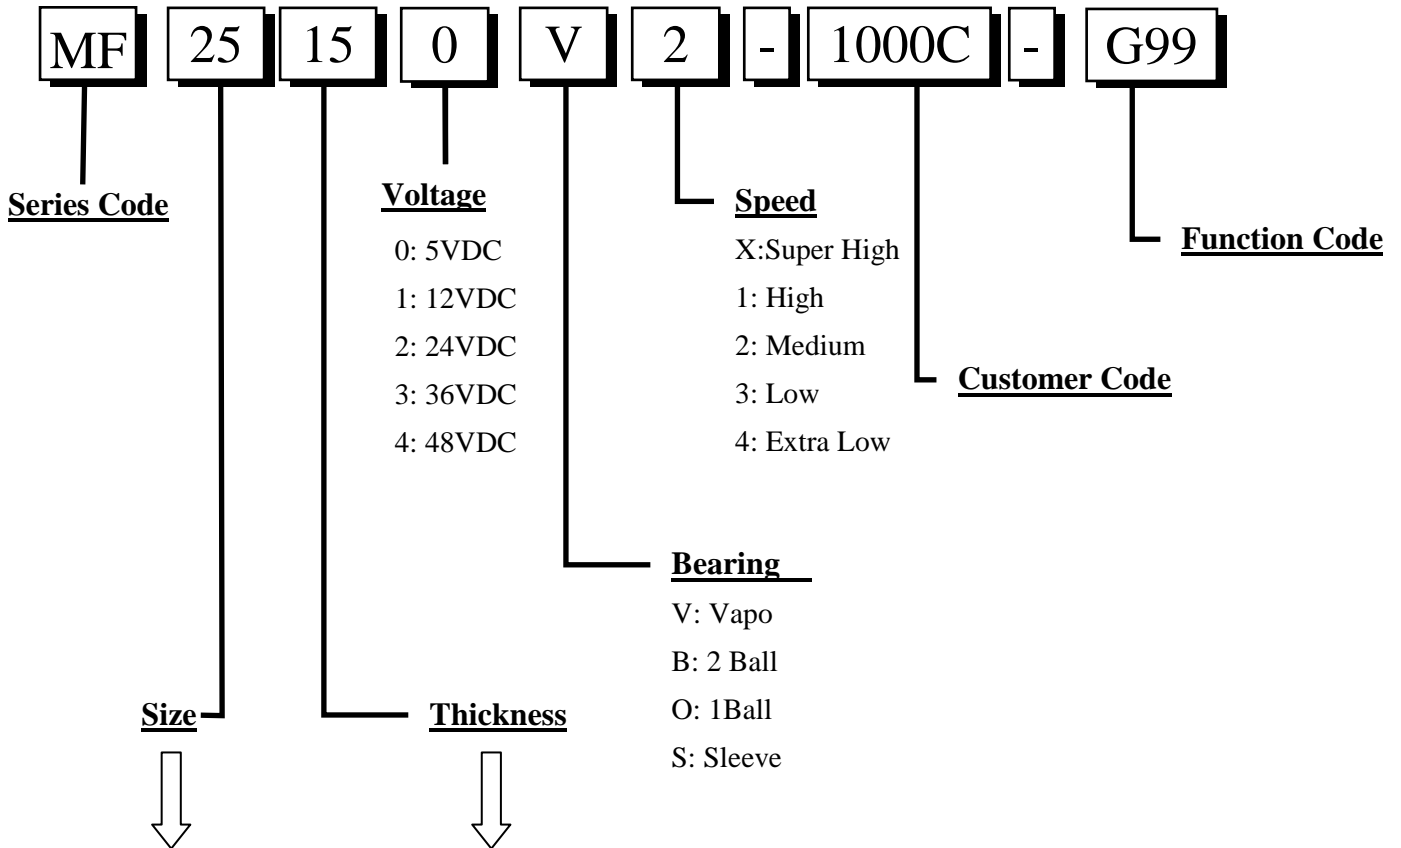 MF 25 15 0 V 2 - 1000C - G99
Series Code
Voltage
0: 5VDC
1: 12VDC
2: 24VDC
3: 36VDC
4: 48VDC
Speed
X:Super High
1: High
2: Medium
3: Low
4: Extra Low
Function Code
Customer Code
Bearing
V: Vapo
B: 2 Ball
O: 1Ball
S: Sleeve
Size
Thickness